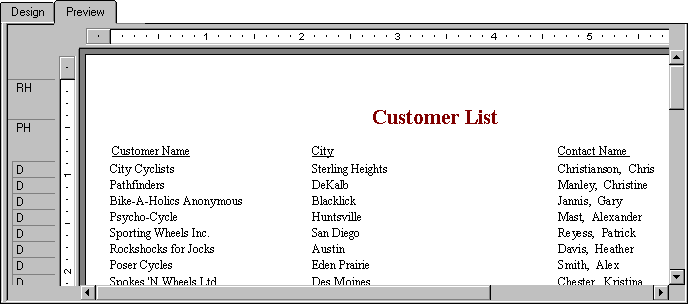 Design Preview
1 2 3 4 5
RH
Customer List
PH
Customer Name City Contact Name
1
D City Cyclists Sterling Heights Christianson, Chris
D Pathfinders DeKalb Manley, Christine
D Bike-A-Holics Anonymous Blacklick Jannis, Gary
D Psycho-Cycle Huntsville Mast, Alexander
D Sporting Wheels Inc. San Diego Reyess, Patrick
D Rockshocks for Jocks Austin Davis, Heather
D Poser Cycles Eden Prairie Smith, Alex
2
D Spokes 'N Wheels Ltd. Des Moines Chester, Kristina